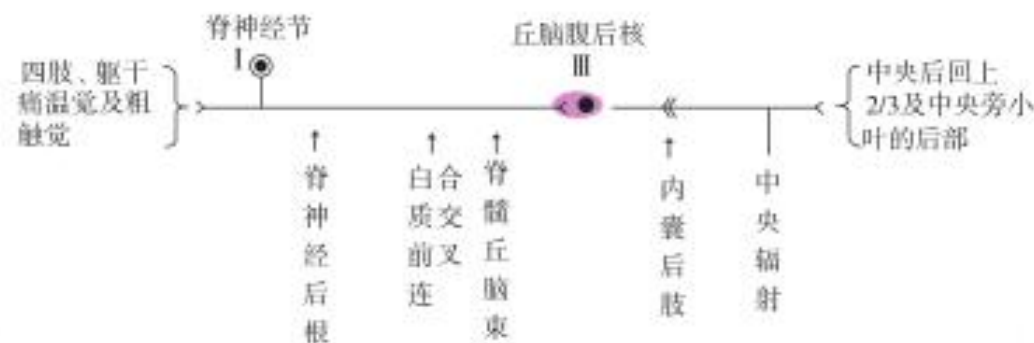 脊神经节
Ⅰ
丘脑腹后核
Ⅲ
四肢、躯干
痛温觉及粗
触觉
中央后回上
2/3及中央旁小
叶的后部
脊神经后根
白质前连
合交叉
脊髓丘脑束
内囊后肢
中央辐射